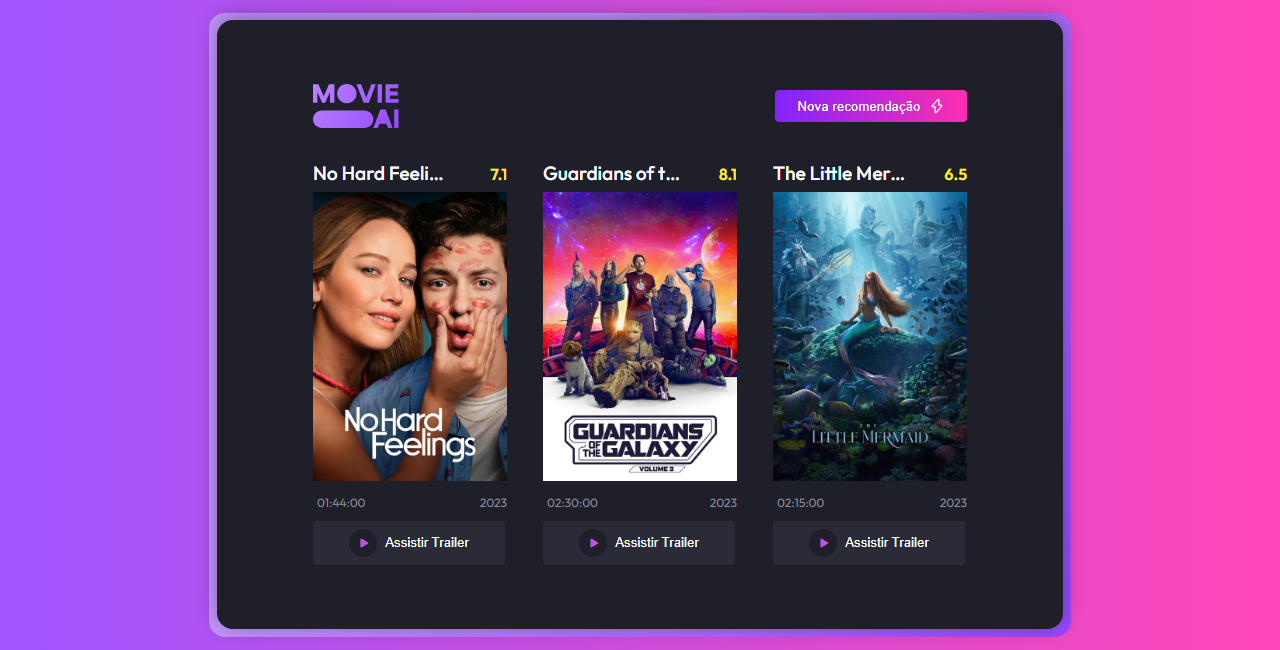 MOVIE
AI
Nova recomendação
No Hard Feeli...
7.1
Guardians of t...
8.1
The Little Mer...
6.5
No Hard
Feelings
GUARDIANS
OF THE
GALAXY
VOLUME 3
THE
LITTLE MERMAID
01:44:00
2023
02:30:00
2023
02:15:00
2023
Assistir Trailer
Assistir Trailer
Assistir Trailer